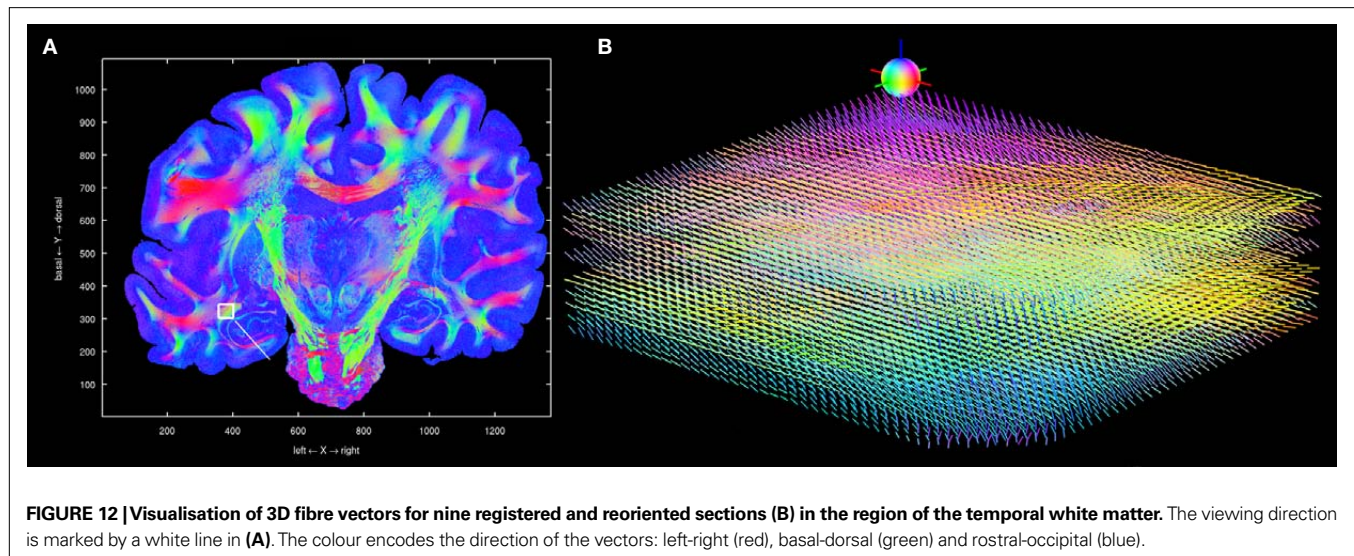 A
B
1000
900
800
700
600
500
400
300
200
100
basal ← Y → dorsal
200
400
600
800
1000
1200
left ← X → right
FIGURE 12 | Visualisation of 3D fibre vectors for nine registered and reoriented sections (B) in the region of the temporal white matter. The viewing direction
is marked by a white line in (A). The colour encodes the direction of the vectors: left-right (red), basal-dorsal (green) and rostral-occipital (blue).